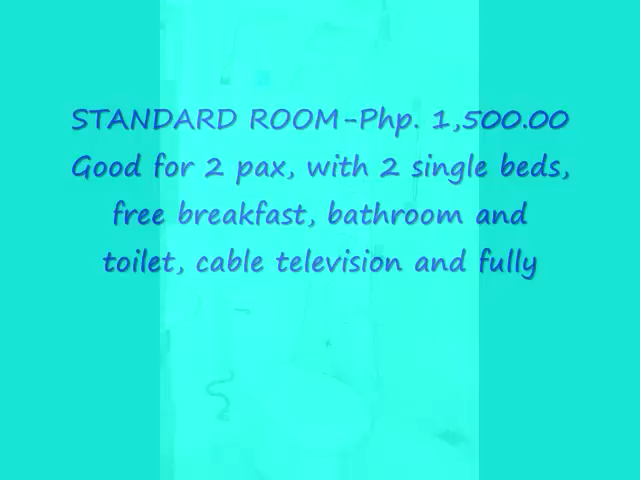 STANDARD ROOM-Php. 1,500.00
Good for 2 pax, with 2 single beds,
free breakfast, bathroom and
toilet, cable television and fully